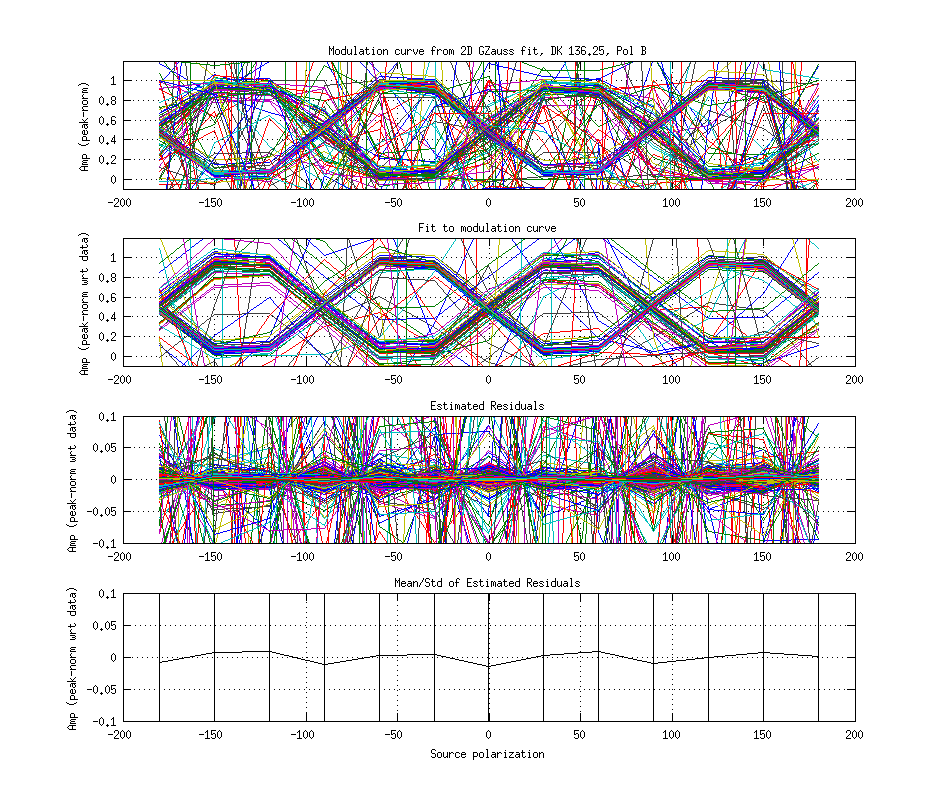 Modulation curve from 2D GZauss fit, DK 136.25, Pol B
Amp (peak-norm)
1
0.8
0.6
0.4
0.2
0
-200 -150 -100 -50 0 50 100 150 200
Fit to modulation curve
Amp (peak-norm wrt data)
1
0.8
0.6
0.4
0.2
0
-200 -150 -100 -50 0 50 100 150 200
Estimated Residuals
Amp (peak-norm wrt data)
0.1
0.05
0
-0.05
-0.1
-200 -150 -100 -50 0 50 100 150 200
Mean/Std of Estimated Residuals
Amp (peak-norm wrt data)
0.1
0.05
0
-0.05
-0.1
-200 -150 -100 -50 0 50 100 150 200
Source polarization